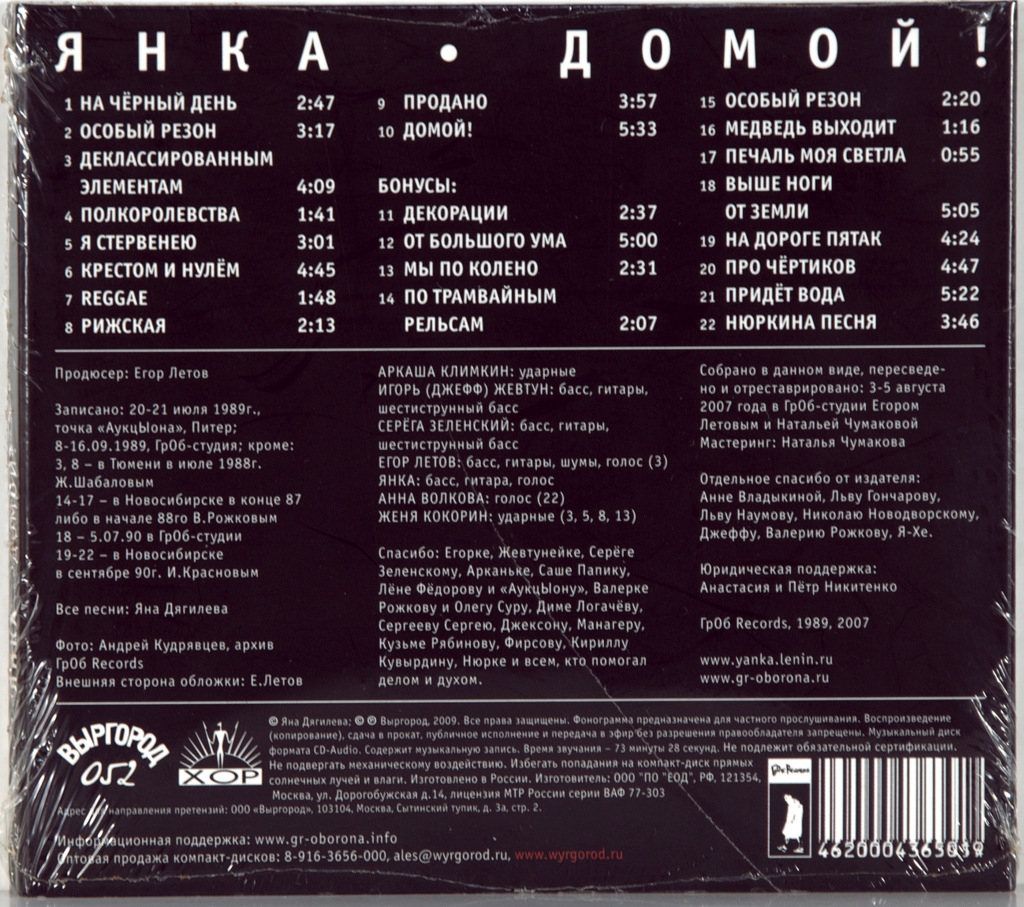 ЯНКА • ДОМОЙ!
1 НА ЧЁРНЫЙ ДЕНЬ 2:47
2 ОСОБЫЙ РЕЗОН 3:17
3 ДЕКЛАССИРОВАННЫМ
ЭЛЕМЕНТАМ 4:09
4 ПОЛКОРОЛЕВСТВА 1:41
5 Я СТЕРВЕНЕЮ 3:01
6 КРЕСТОМ И НУЛЁМ 4:45
7 REGGAE 1:48
8 РИЖСКАЯ 2:13
9 ПРОДАНО 3:57
10 ДОМОЙ! 5:33
БОНУСЫ:
11 ДЕКОРАЦИИ 2:37
12 ОТ БОЛЬШОГО УМА 5:00
13 МЫ ПО КОЛЕНО 2:31
14 ПО ТРАМВАЙНЫМ
РЕЛЬСАМ 2:07
15 ОСОБЫЙ РЕЗОН 2:20
16 МЕДВЕДЬ ВЫХОДИТ 1:16
17 ПЕЧАЛЬ МОЯ СВЕТЛА 0:55
18 ВЫШЕ НОГИ
ОТ ЗЕМЛИ 5:05
19 НА ДОРОГЕ ПЯТАК 4:24
20 ПРО ЧЁРТИКОВ 4:47
21 ПРИДЁТ ВОДА 5:22
22 НЮРКИНА ПЕСНЯ 3:46
Продюсер: Егор Летов
Записано: 20-21 июля 1989г.,
точка «АукцЫона», Питер;
8-16.09.1989, ГрОб-студия; кроме:
3, 8 – в Тюмени в июле 1988г.
Ж.Шабаловым
14-17 – в Новосибирске в конце 87
либо в начале 88го В.Рожковым
18 – 5.07.90 в ГрОб-студии
19-22 – в Новосибирске
в сентябре 90г. И.Красновым
Все песни: Яна Дягилева
Фото: Андрей Кудрявцев, архив
ГрОб Records
Внешняя сторона обложки: Е.Летов
АРКАША КЛИМКИН: ударные
ИГОРЬ (ДЖЕФФ) ЖЕВТУН: басс, гитары,
шестиструнный басс
СЕРЁГА ЗЕЛЕНСКИЙ: басс, гитары,
шестиструнный басс
ЕГОР ЛЕТОВ: басс, гитары, шумы, голос (3)
ЯНКА: басс, гитара, голос
АННА ВОЛКОВА: голос (22)
ЖЕНЯ КОКОРИН: ударные (3, 5, 8, 13)
Спасибо: Егорке, Жевтунейке, Серёге
Зеленскому, Арканьке, Саше Папику,
Лёне Фёдорову и «АукцЫону», Валерке
Рожкову и Олегу Суру, Диме Логачёву,
Сергееву Сергею, Джексону, Манагеру,
Кузьме Рябинову, Фирсову, Кириллу
Кувырдину, Нюрке и всем, кто помогал
делом и духом.
Собрано в данном виде, пересведе-
но и отреставрировано: 3-5 августа
2007 года в ГрОб-студии Егором
Летовым и Натальей Чумаковой
Мастеринг: Наталья Чумакова
Отдельное спасибо от издателя:
Анне Владыкиной, Льву Гончарову,
Льву Наумову, Николаю Новодворскому,
Джеффу, Валерию Рожкову, Я-Хе.
Юридическая поддержка:
Анастасия и Пётр Никитенко
ГрОб Records, 1989, 2007
www.yanka.lenin.ru
www.gr-oborona.ru
ВЫРГОРОД
052
ХОР
© Яна Дягилева; © ℗ Выргород, 2009. Все права защищены. Фонограмма предназначена для частного прослушивания. Воспроизведение
(копирование), сдача в прокат, публичное исполнение и передача в эфир без разрешения правообладателя запрещены. Музыкальный диск
формата CD-Audio. Содержит музыкальную запись. Время звучания – 73 минуты 28 секунд. Не подлежит обязательной сертификации.
Не подвергать механическому воздействию. Избегать попадания на компакт-диск прямых
солнечных лучей и влаги. Изготовлено в России. Изготовитель: ООО "ПО "ЕОД", РФ, 121354,
Москва, ул. Дорогобужская д.14, лицензия МТР России серии ВАФ 77-303
Адрес для направления претензий: ООО «Выргород», 103104, Москва, Сытинский тупик, д. 3а, стр. 2.
Информационная поддержка: www.gr-oborona.info
Оптовая продажа компакт-дисков: 8-916-3656-000, ales@wyrgorod.ru, www.wyrgorod.ru